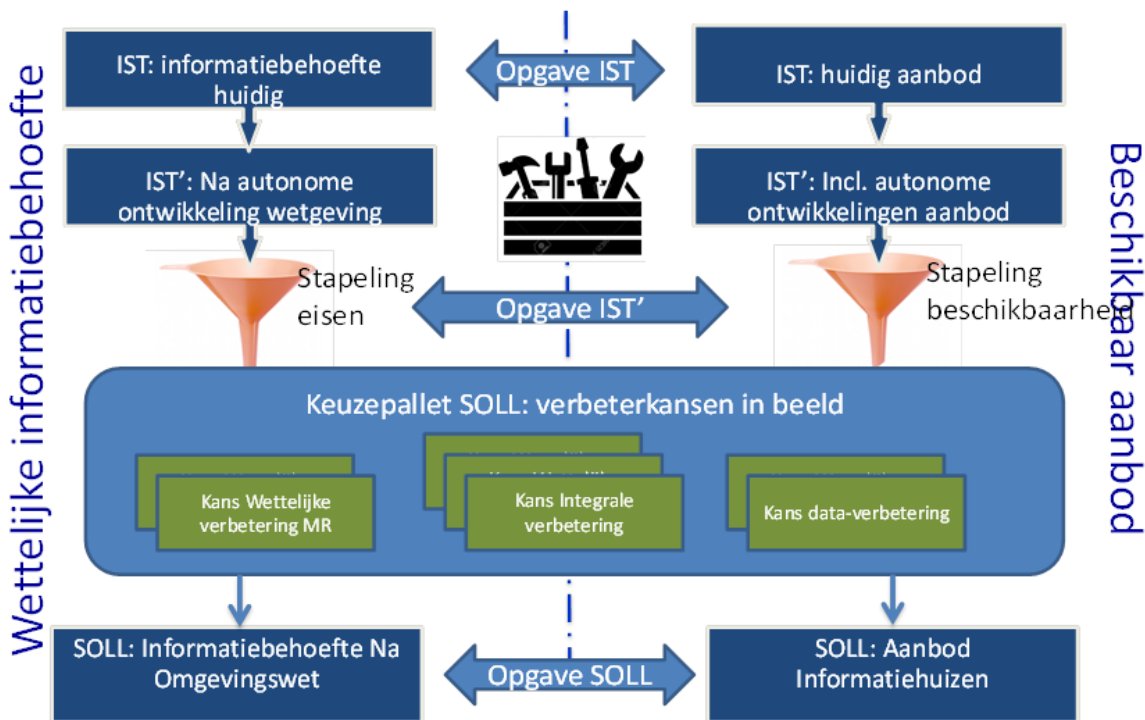 Wettelijke informatiebehoefte
Beschikbaar aanbod
IST: informatiebehoefte
huidig
Opgave IST
IST: huidig aanbod
IST’: Na autonome
ontwikkeling wetgeving
IST’: Incl. autonome
ontwikkelingen aanbod
Stapeling
eisen
Opgave IST’
Stapeling
beschikbaarheid
Keuzepallet SOLL: verbeterkansen in beeld
Kans Wettelijke
verbetering MR
Kans Integrale
verbetering
Kans data-verbetering
SOLL: Informatiebehoefte Na
Omgevingswet
Opgave SOLL
SOLL: Aanbod
Informatiehuizen